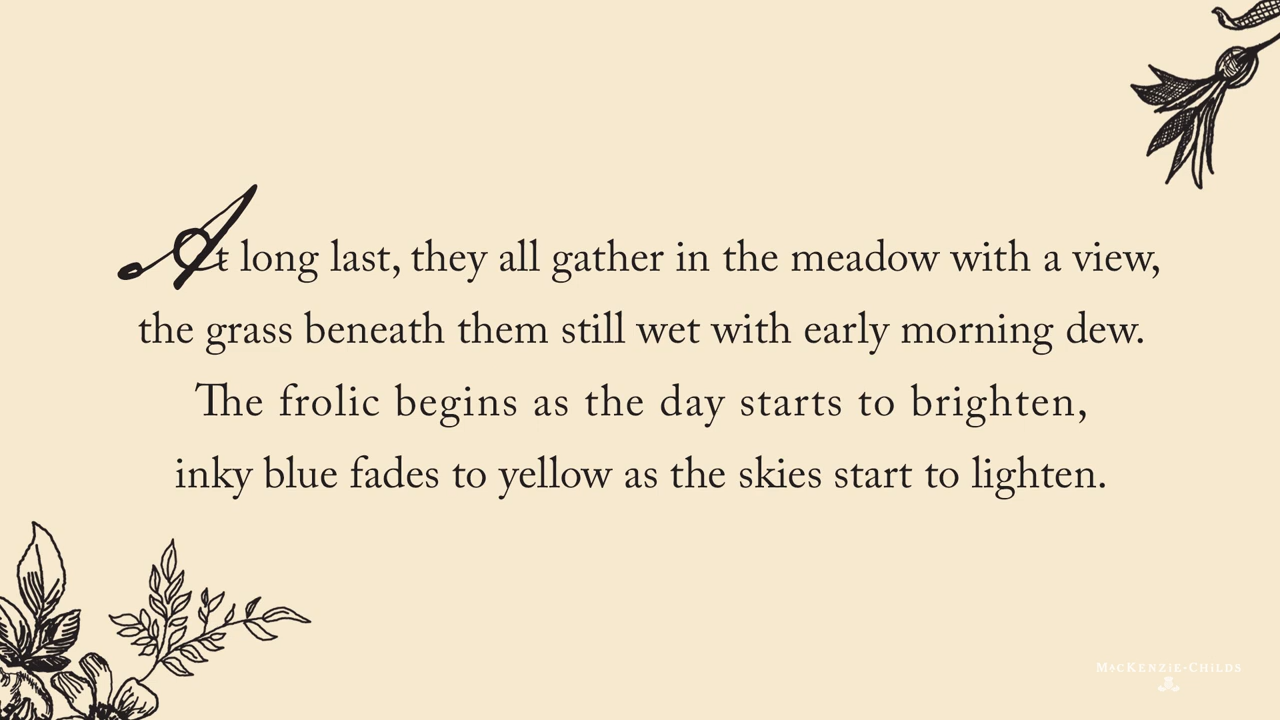 At long last, they all gather in the meadow with a view,
the grass beneath them still wet with early morning dew.
The frolic begins as the day starts to brighten,
inky blue fades to yellow as the skies start to lighten.
MACKENZIE-CHILDS